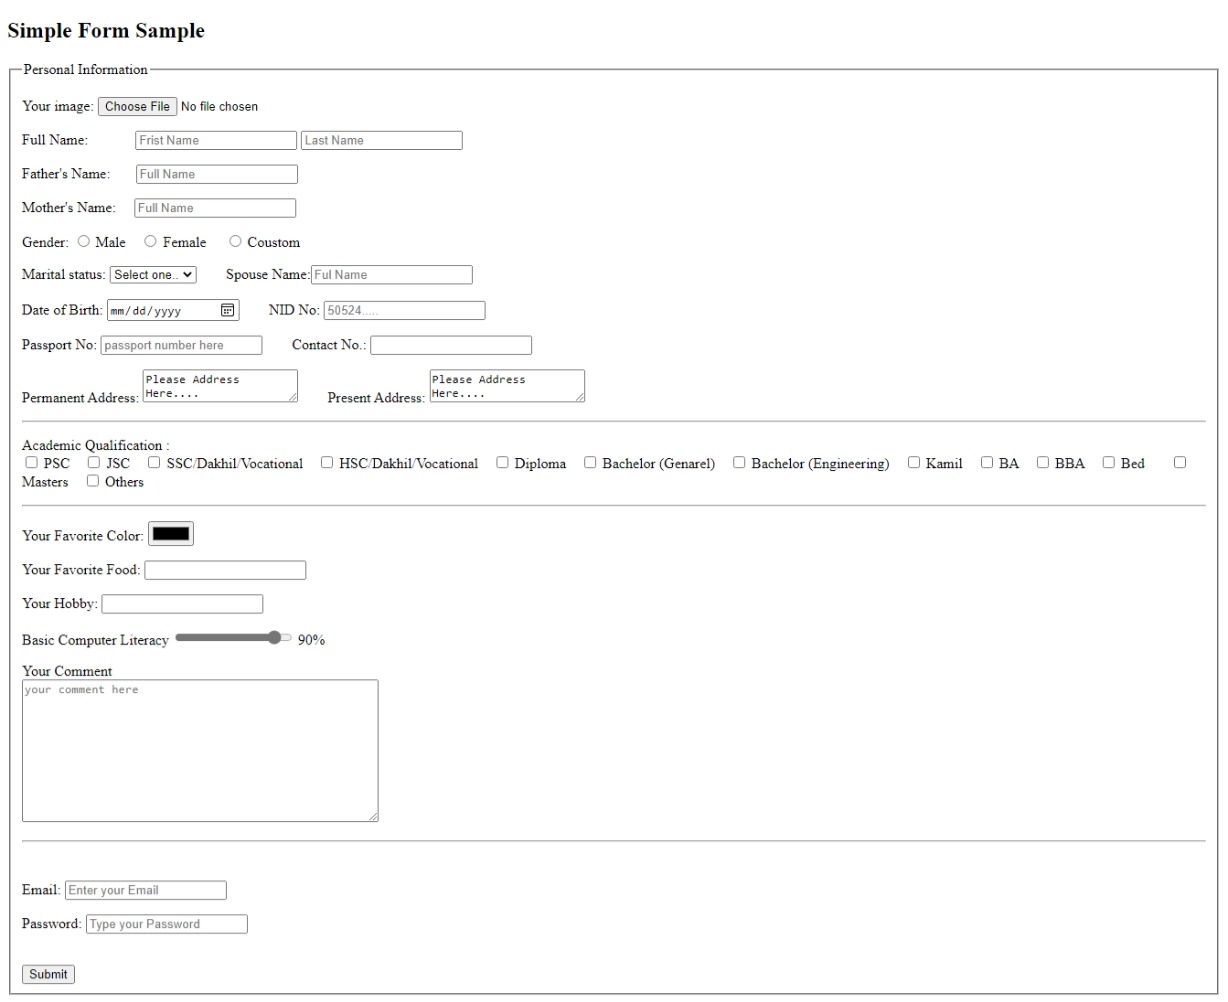 Simple Form Sample
Personal Information
Your image: Choose File No file chosen
Full Name: Frist Name Last Name
Father's Name: Full Name
Mother's Name: Full Name
Gender: Male Female Coustom
Marital status: Select one.. Spouse Name: Ful Name
Date of Birth: mm/dd/yyyy NID No: 50524.....
Passport No: passport number here Contact No.:
Permanent Address: Please Address Here.... Present Address: Please Address Here....
Academic Qualification :
PSC JSC SSC/Dakhil/Vocational HSC/Dakhil/Vocational Diploma Bachelor (Genarel) Bachelor (Engineering) Kamil BA BBA Bed
Masters Others
Your Favorite Color:
Your Favorite Food:
Your Hobby:
Basic Computer Literacy 90%
Your Comment
your comment here
Email: Enter your Email
Password: Type your Password
Submit